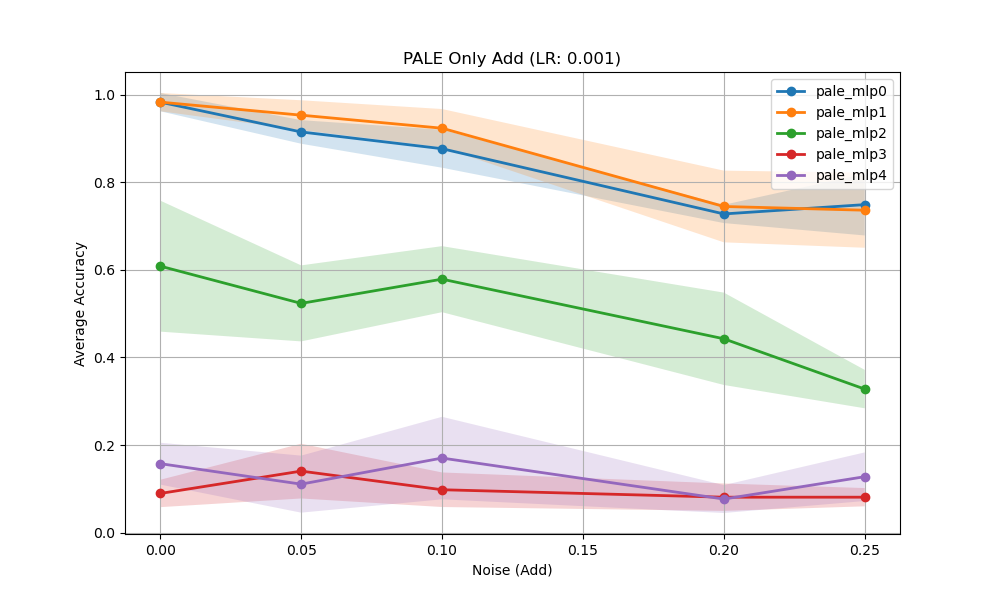 PALE Only Add (LR: 0.001)
pale_mlp0
pale_mlp1
pale_mlp2
pale_mlp3
pale_mlp4
Average Accuracy
1.0
0.8
0.6
0.4
0.2
0.0
0.00 0.05 0.10 0.15 0.20 0.25
Noise (Add)